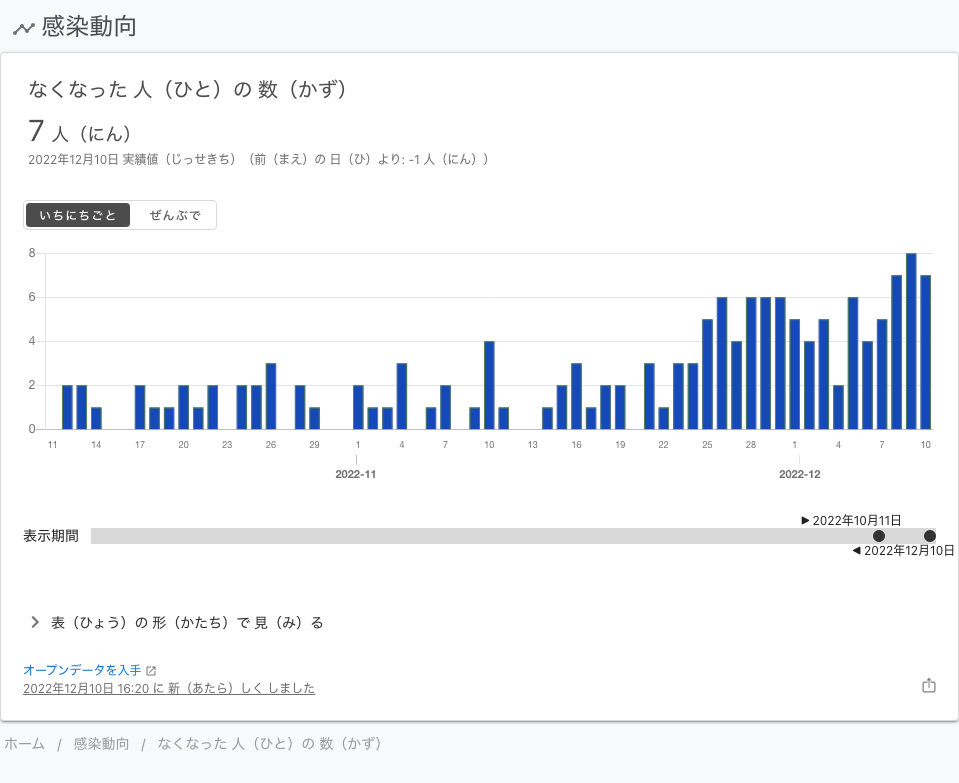 感染動向
なくなった 人（ひと）の 数（かず）
7 人（にん）
2022年12月10日 実績値（じっせきち）（前（まえ）の 日（ひ）より: -1 人（にん））
いちにちごと ぜんぶで
8
6
4
2
0
11 14 17 20 23 26 29 1 4 7 10 13 16 19 22 25 28 1 4 7 10
2022-11 2022-12
2022年10月11日
表示期間
2022年12月10日
表（ひょう）の 形（かたち）で 見（み）る
オープンデータを入手
2022年12月10日 16:20 に 新（あたら）しく しました
ホーム / 感染動向 / なくなった 人（ひと）の 数（かず）